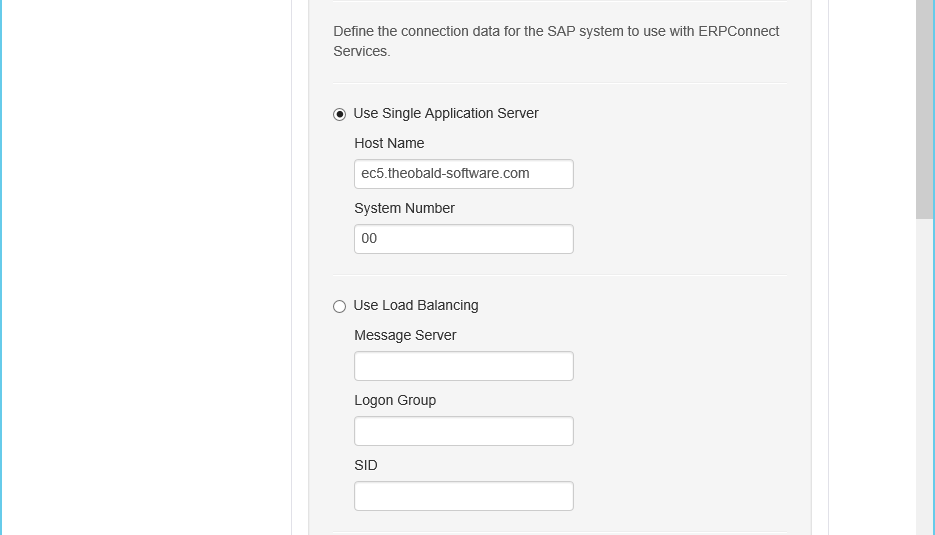 Define the connection data for the SAP system to use with ERPConnect
Services.
Use Single Application Server
Host Name
ec5.theobald-software.com
System Number
00
Use Load Balancing
Message Server
Logon Group
SID